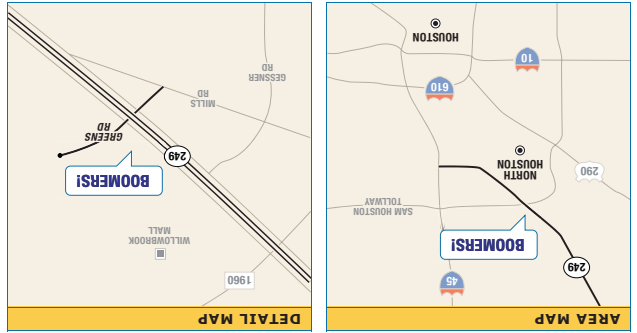 AREA MAP
249
45
BOOMERS!
SAM HOUSTON
TOLLWAY
290
NORTH
HOUSTON
610
10
HOUSTON
DETAIL MAP
1960
WILLOWBROOK
MALL
BOOMERS!
249
GREENS
RD
MILLS
RD
GESSNER
RD